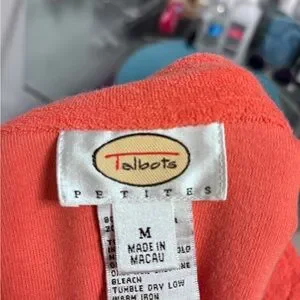 Talbots
PETITES
M
MADE IN
MACAU
BLEACH
TUMBLE DRY LOW
WARM IRON